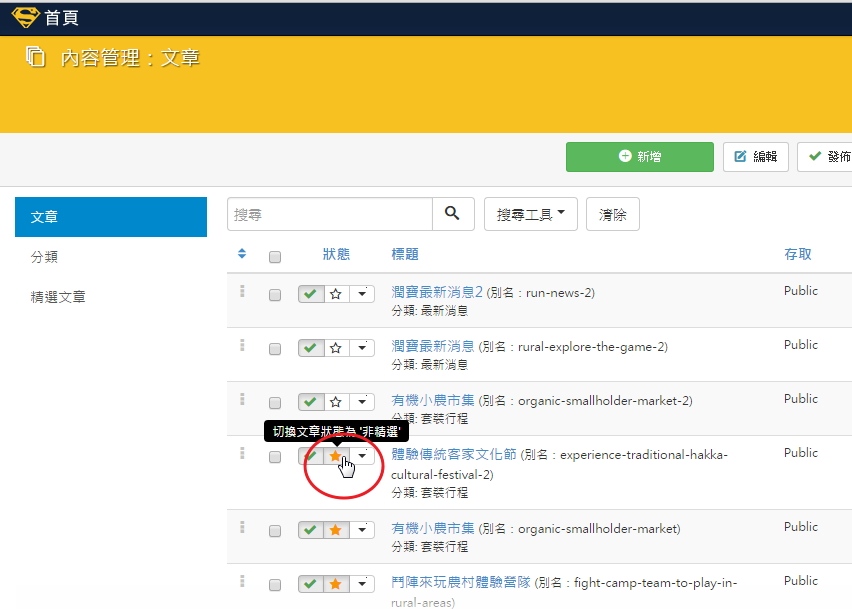 首頁
內容管理：文章
新增
編輯
發佈
文章
分類
精選文章
搜尋
搜尋工具
清除
狀態 標題 存取
潤寶最新消息2 (別名：run-news-2) Public
分類: 最新消息
潤寶最新消息 (別名：rural-explore-the-game-2) Public
分類: 最新消息
有機小農市集 (別名：organic-smallholder-market-2) Public
分類: 套裝行程
切換文章狀態為 '非精選'
體驗傳統客家文化節 (別名：experience-traditional-hakka- Public
cultural-festival-2)
分類: 套裝行程
有機小農市集 (別名：organic-smallholder-market) Public
分類: 套裝行程
鬥陣來玩農村體驗營隊 (別名：fight-camp-team-to-play-in- Public
rural-areas)